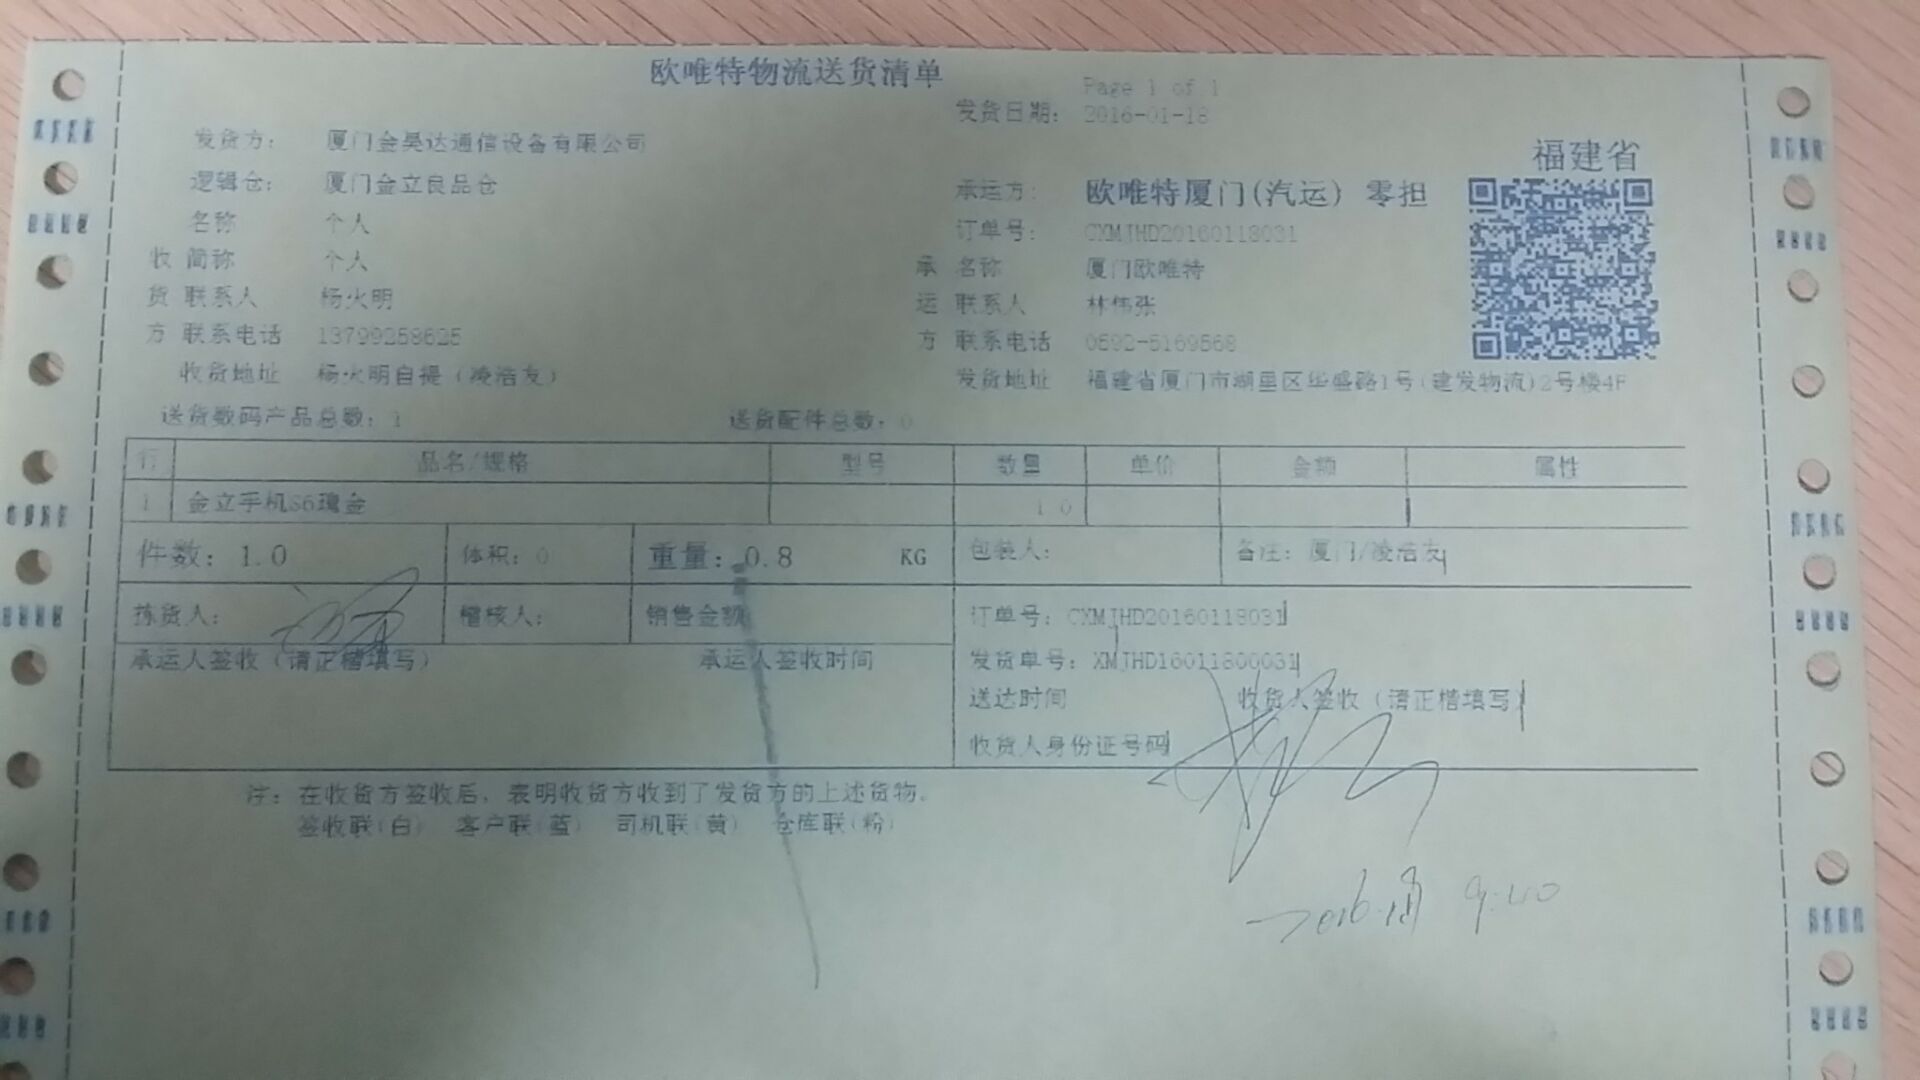 欧唯特物流送货清单
Page 1 of 1
发货日期: 2016-01-18
发货方: 厦门金昊达通信设备有限公司
福建省
逻辑仓: 厦门金立良品仓
承运方: 欧唯特厦门(汽运) 零担
名称 个人
订单号: CXMJHD20160118031
收 简称 个人
承 名称 厦门欧唯特
货 联系人 杨火明
运 联系人 林伟张
方 联系电话 13799258625
方 联系电话 0592-5169568
收货地址 杨火明自提（凌浩友）
发货地址 福建省厦门市湖里区华盛路1号(建发物流)2号楼4F
送货数码产品总数: 1 送货配件总数: 0
行 品名/规格 型号 数量 单价 金额 属性
1 金立手机S6瑰金 1.0
件数: 1.0 体积: 0 重量: 0.8 KG 包装人: 备注: 厦门/凌浩友
拣货人: 稽核人: 销售金额 订单号: CXMJHD20160118031
承运人签收（请正楷填写） 承运人签收时间 发货单号: XMJHD16011800031
送达时间 收货人签收（请正楷填写）
收货人身份证号码
注: 在收货方签收后，表明收货方收到了发货方的上述货物。
签收联(白) 客户联(蓝) 司机联(黄) 仓库联(粉)
9:40